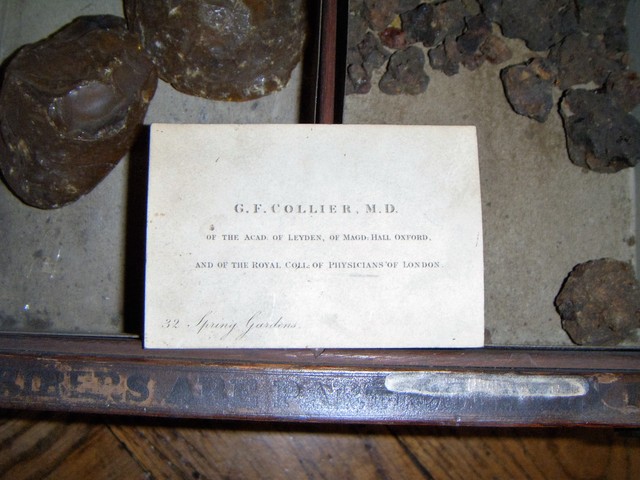 G. F. COLLIER, M. D.
OF THE ACAD. OF LEYDEN, OF MAGD: HALL OXFORD,
AND OF THE ROYAL COLL. OF PHYSICIANS OF LONDON.
32 Spring Gardens.